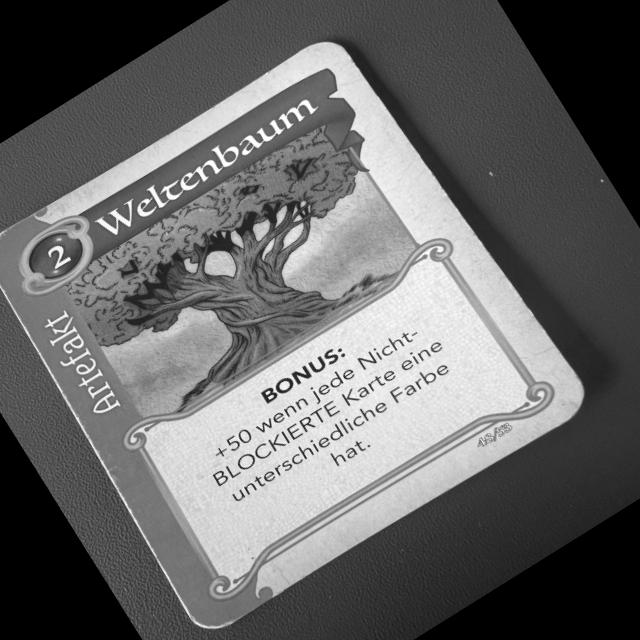 Weltenbaum
2
Artefakt
BONUS:
+50 wenn jede Nicht-
BLOCKIERTE Karte eine
unterschiedliche Farbe
hat.